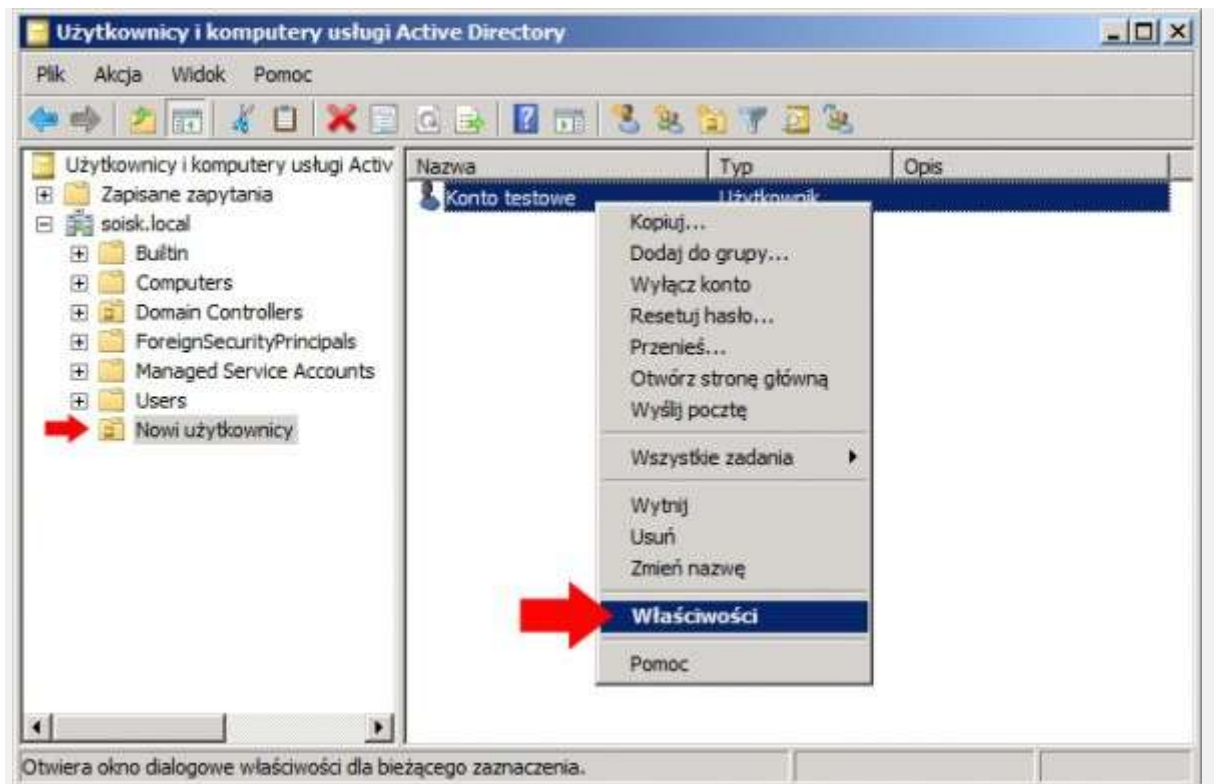 Użytkownicy i komputery usługi Active Directory
Plik Akcja Widok Pomoc
Użytkownicy i komputery usługi Activ
Zapisane zapytania
soisk.local
Builtin
Computers
Domain Controllers
ForeignSecurityPrincipals
Managed Service Accounts
Users
Nowi użytkownicy
Nazwa Typ Opis
Konto testowe Użytkownik
Kopiuj...
Dodaj do grupy...
Wyłącz konto
Resetuj hasło...
Przenieś...
Otwórz stronę główną
Wyślij pocztę
Wszystkie zadania
Wytnij
Usuń
Zmień nazwę
Właściwości
Pomoc
Otwiera okno dialogowe właściwości dla bieżącego zaznaczenia.